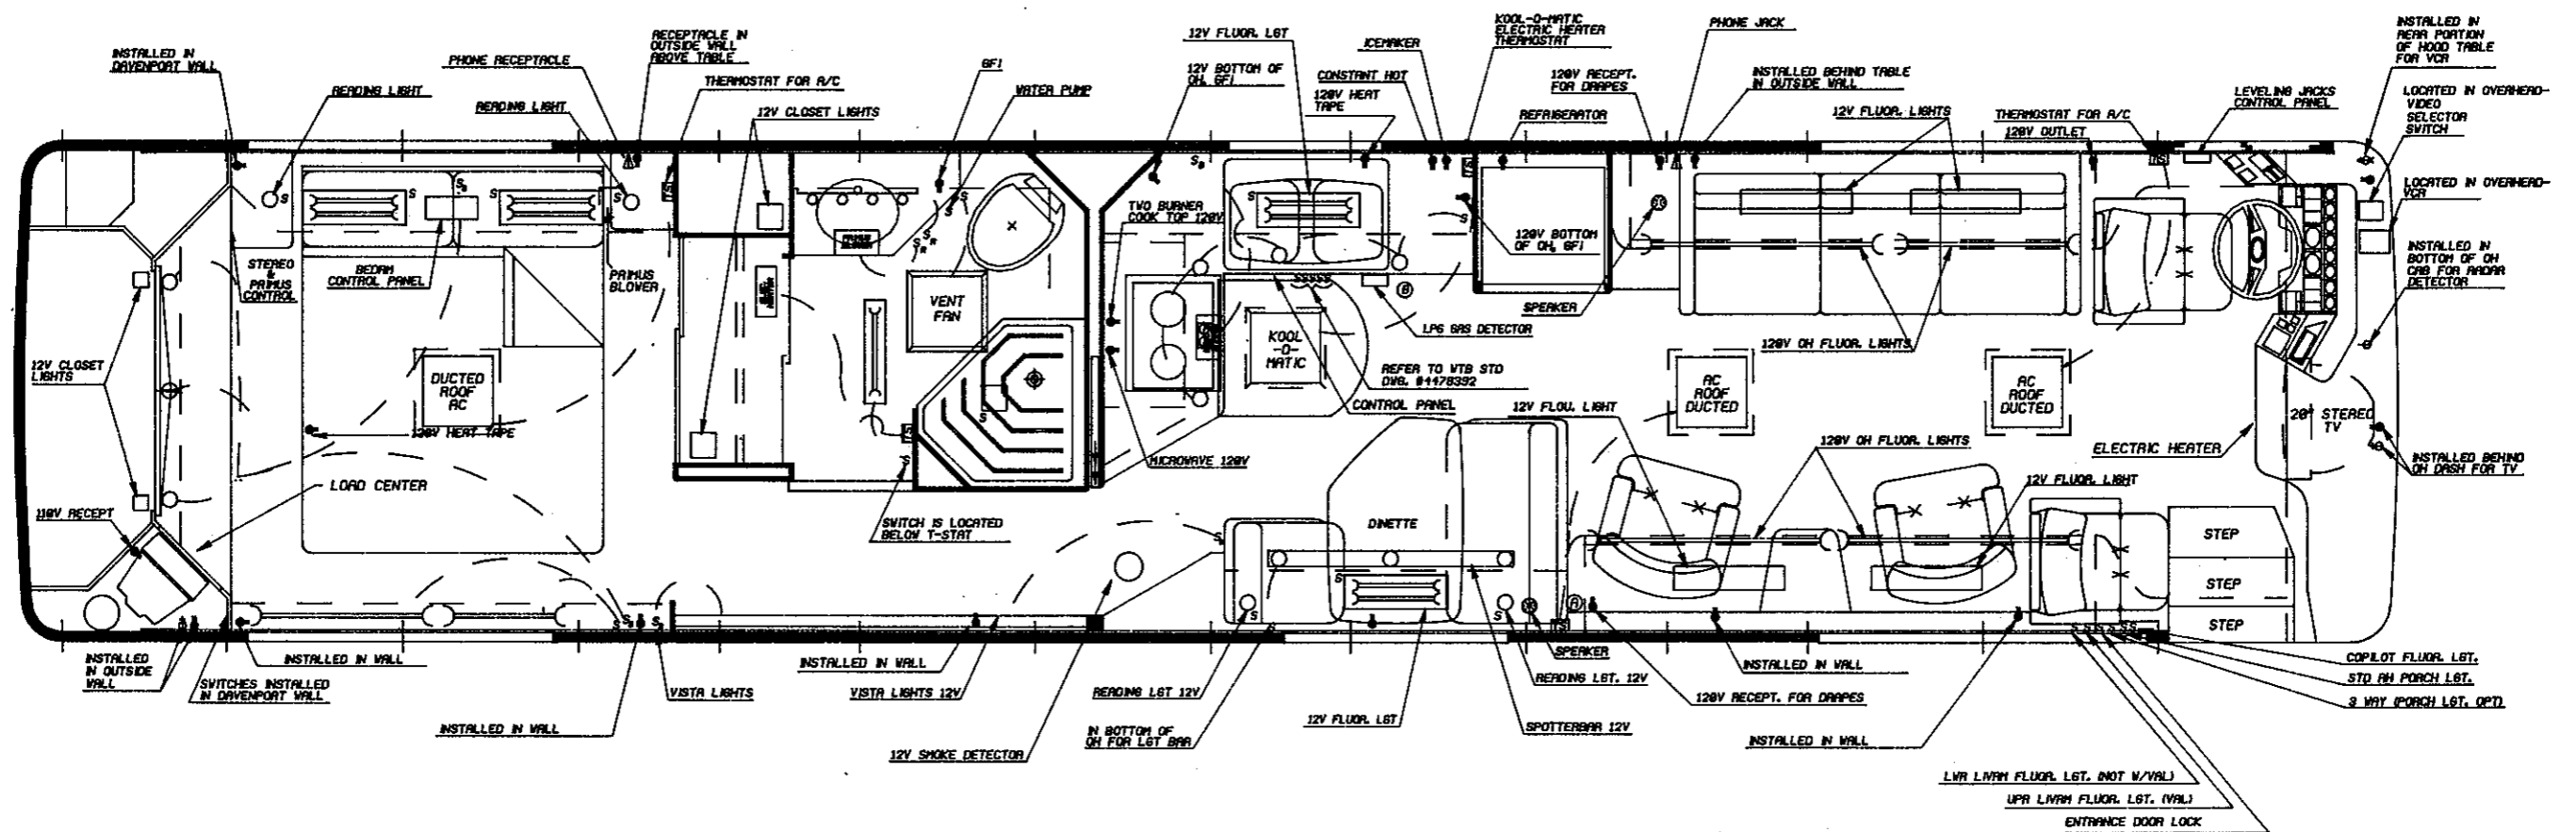 INSTALLED IN
DAVENPORT WALL
READING LIGHT
PHONE RECEPTACLE
READING LIGHT
RECEPTACLE IN
OUTSIDE WALL
ABOVE TABLE
THERMOSTAT FOR A/C
12V CLOSET LIGHTS
GFI
WATER PUMP
12V FLUOR. LGT
12V BOTTOM OF
OH. GFI
ICEMAKER
CONSTANT HOT
120V HEAT
TAPE
KOOL-O-MATIC
ELECTRIC HEATER
THERMOSTAT
REFRIGERATOR
120V RECEPT.
FOR DRAPES
PHONE JACK
INSTALLED BEHIND TABLE
IN OUTSIDE WALL
12V FLUOR. LIGHTS
THERMOSTAT FOR A/C
120V OUTLET
LEVELING JACKS
CONTROL PANEL
INSTALLED IN
REAR PORTION
OF HOOD TABLE
FOR VCR
LOCATED IN OVERHEAD-
VIDEO
SELECTOR
SWITCH
LOCATED IN OVERHEAD-
VCR
INSTALLED IN
BOTTOM OF OH
CAB FOR RADAR
DETECTOR
STEREO
&
PRIMUS
CONTROL
BEDRM
CONTROL PANEL
PRIMUS
BLOWER
VENT
FAN
TWO BURNER
COOK TOP 120V
120V BOTTOM
OF OH, GFI
SPEAKER
LPG GAS DETECTOR
KOOL
-O-
MATIC
REFER TO WTB STD
DWG. #4478392
CONTROL PANEL
120V OH FLUOR. LIGHTS
12V CLOSET
LIGHTS
DUCTED
ROOF
AC
120V HEAT TAPE
AC
ROOF
DUCTED
AC
ROOF
DUCTED
12V FLOU. LIGHT
120V OH FLUOR. LIGHTS
ELECTRIC HEATER
20" STEREO
TV
INSTALLED BEHIND
OH DASH FOR TV
MICROWAVE 120V
LOAD CENTER
110V RECEPT
SWITCH IS LOCATED
BELOW T-STAT
DINETTE
12V FLUOR. LIGHT
STEP
STEP
STEP
INSTALLED
IN OUTSIDE
WALL
INSTALLED IN WALL
SWITCHES INSTALLED
IN DAVENPORT WALL
INSTALLED IN WALL
VISTA LIGHTS
INSTALLED IN WALL
VISTA LIGHTS 12V
12V SMOKE DETECTOR
READING LGT 12V
IN BOTTOM OF
OH FOR LGT BAR
12V FLUOR. LGT
SPEAKER
READING LGT. 12V
SPOTTERBAR 12V
120V RECEPT. FOR DRAPES
INSTALLED IN WALL
INSTALLED IN WALL
COPILOT FLUOR. LGT.
STD RH PORCH LGT.
3 WAY (PORCH LGT. OPT)
LWR LIVRM FLUOR. LGT. (NOT W/VAL)
UPR LIVRM FLUOR. LGT. (VAL)
ENTRANCE DOOR LOCK